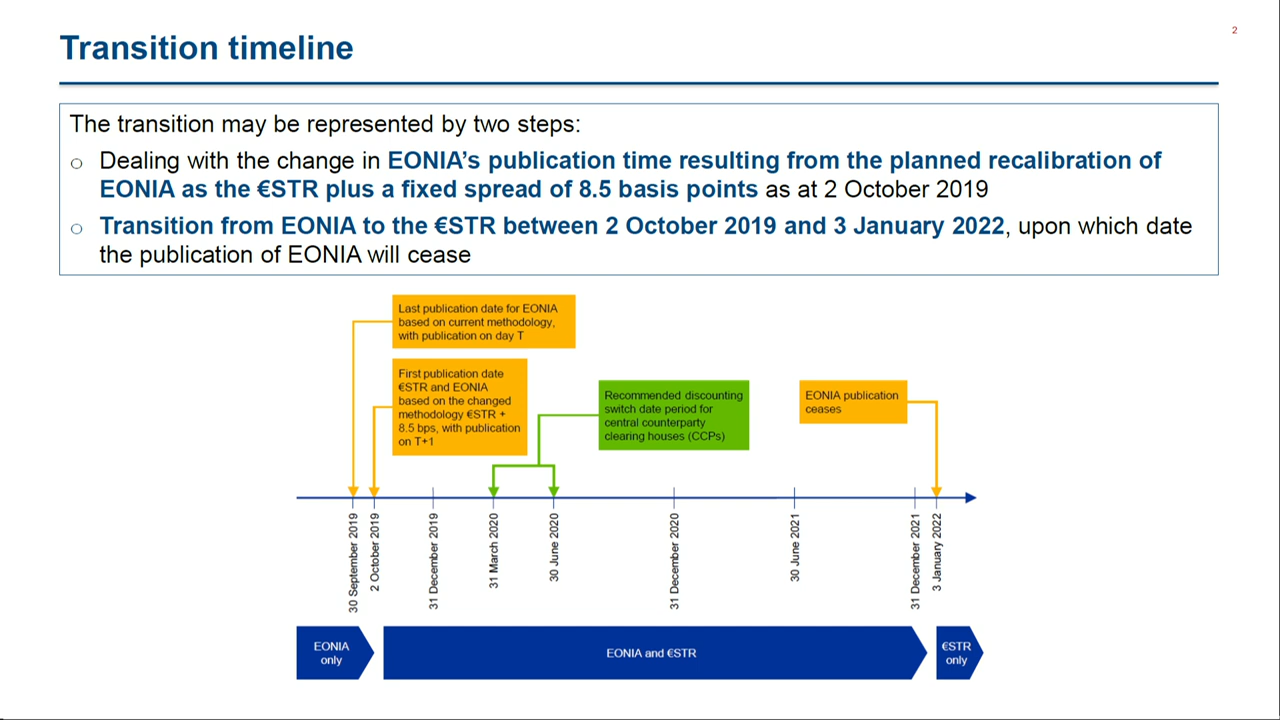 2
Transition timeline
The transition may be represented by two steps:
o Dealing with the change in EONIA’s publication time resulting from the planned recalibration of
EONIA as the €STR plus a fixed spread of 8.5 basis points as at 2 October 2019
o Transition from EONIA to the €STR between 2 October 2019 and 3 January 2022, upon which date
the publication of EONIA will cease
Last publication date for EONIA
based on current methodology,
with publication on day T
First publication date
€STR and EONIA
based on the changed
methodology €STR +
8.5 bps, with publication
on T+1
Recommended discounting
switch date period for
central counterparty
clearing houses (CCPs)
EONIA publication
ceases
30 September 2019
2 October 2019
31 December 2019
31 March 2020
30 June 2020
31 December 2020
30 June 2021
31 December 2021
3 January 2022
EONIA
only
EONIA and €STR
€STR
only